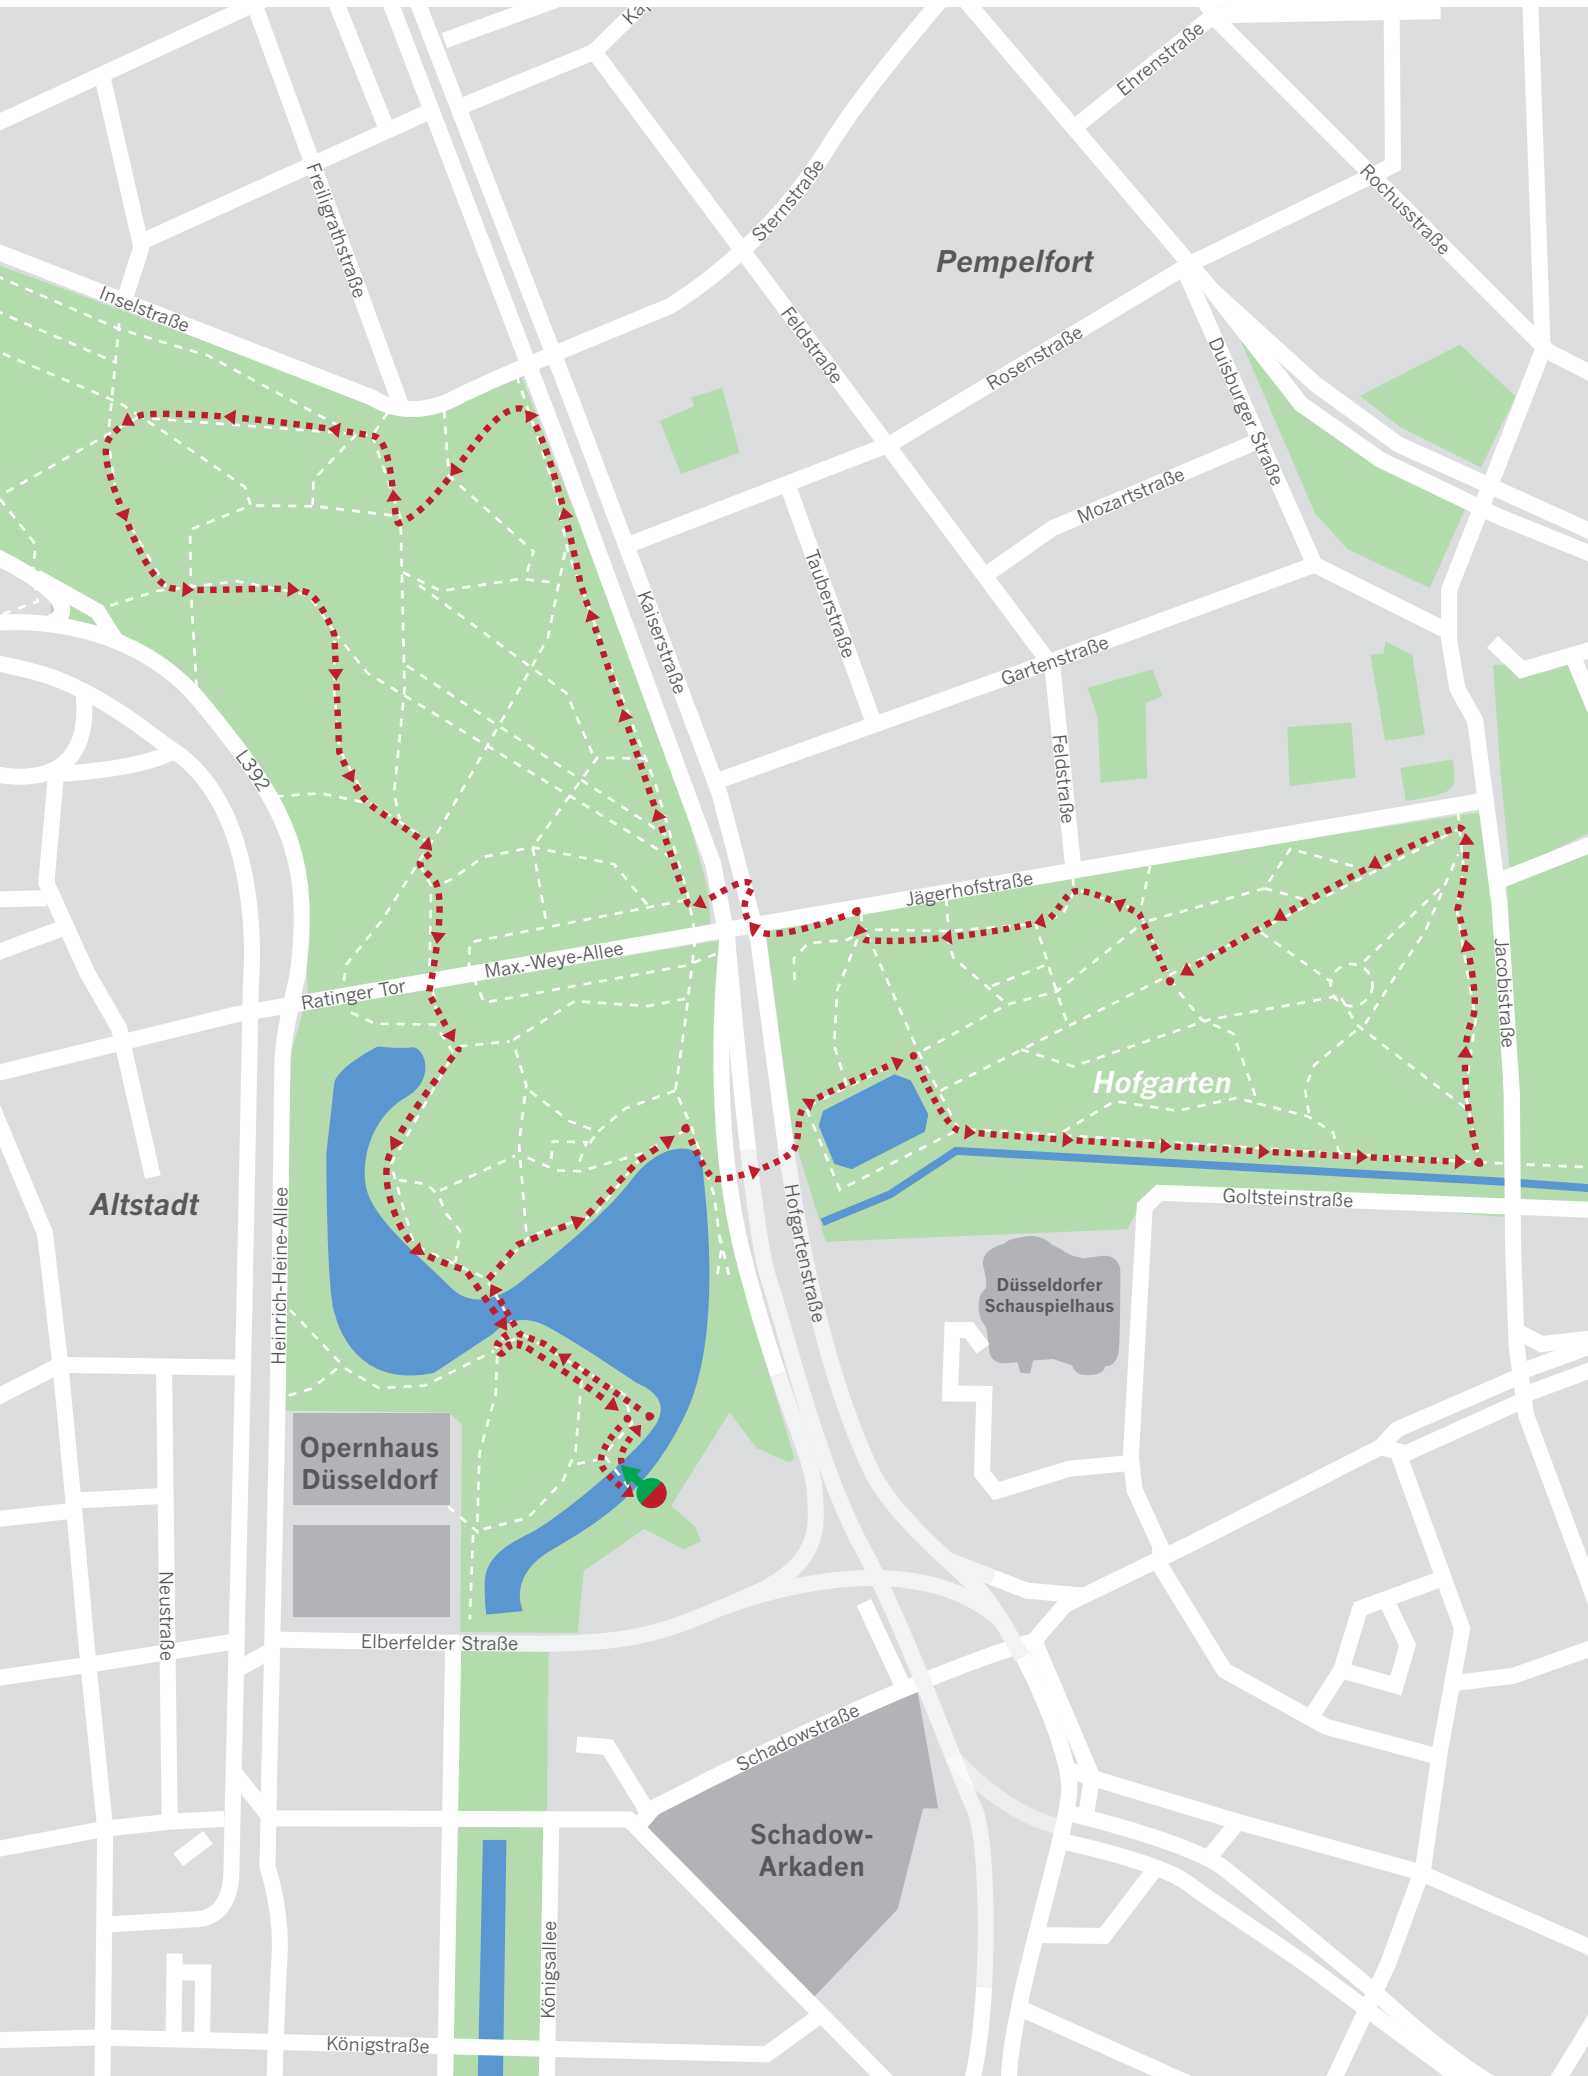 Ehrenstraße
Sternstraße
Freiligrathstraße
Rochusstraße
Pempelfort
Inselstraße
Feldstraße
Rosenstraße
Duisburger Straße
Mozartstraße
Tauberstraße
Kaiserstraße
Gartenstraße
L392
Feldstraße
Jägerhofstraße
Max.-Weye-Allee
Ratinger Tor
Jacobistraße
Hofgarten
Altstadt
Heinrich-Heine-Allee
Hofgartenstraße
Goltsteinstraße
Düsseldorfer
Schauspielhaus
Opernhaus
Düsseldorf
Neustraße
Elberfelder Straße
Schadowstraße
Schadow-
Arkaden
Königsallee
Königstraße